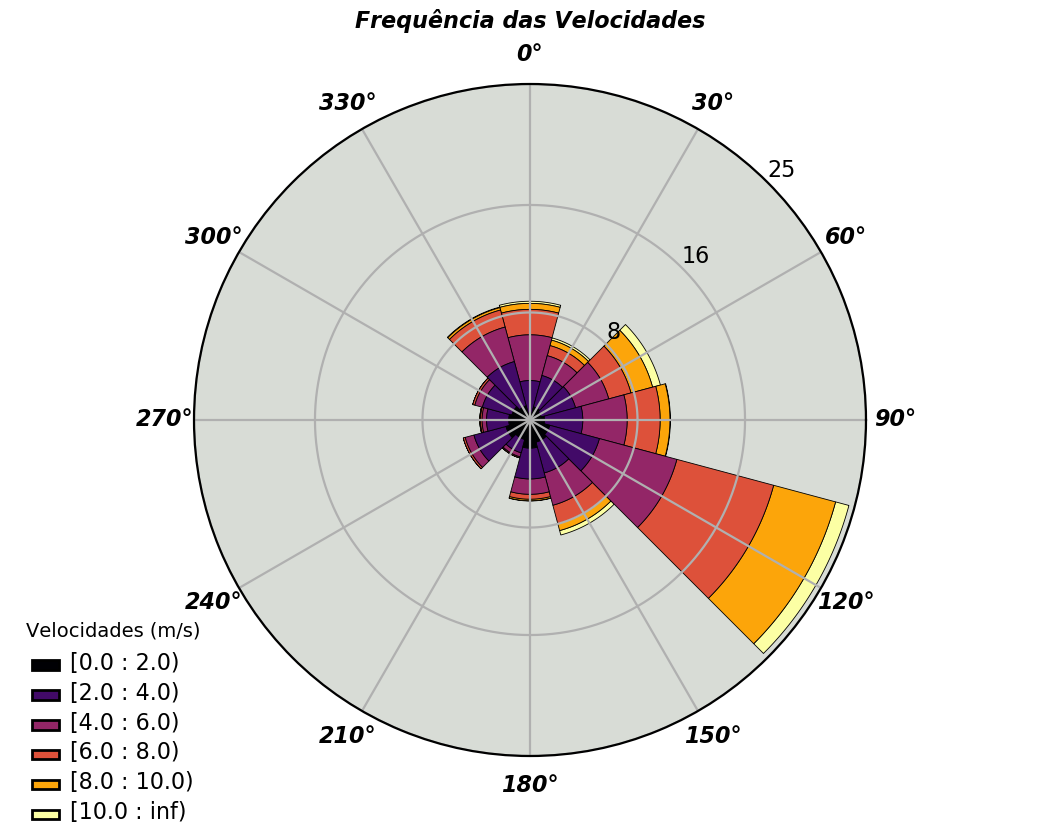 Frequência das Velocidades
0°
330°
30°
25
300°
60°
16
8
270°
90°
240°
120°
210°
150°
180°
Velocidades (m/s)
[0.0 : 2.0)
[2.0 : 4.0)
[4.0 : 6.0)
[6.0 : 8.0)
[8.0 : 10.0)
[10.0 : inf)